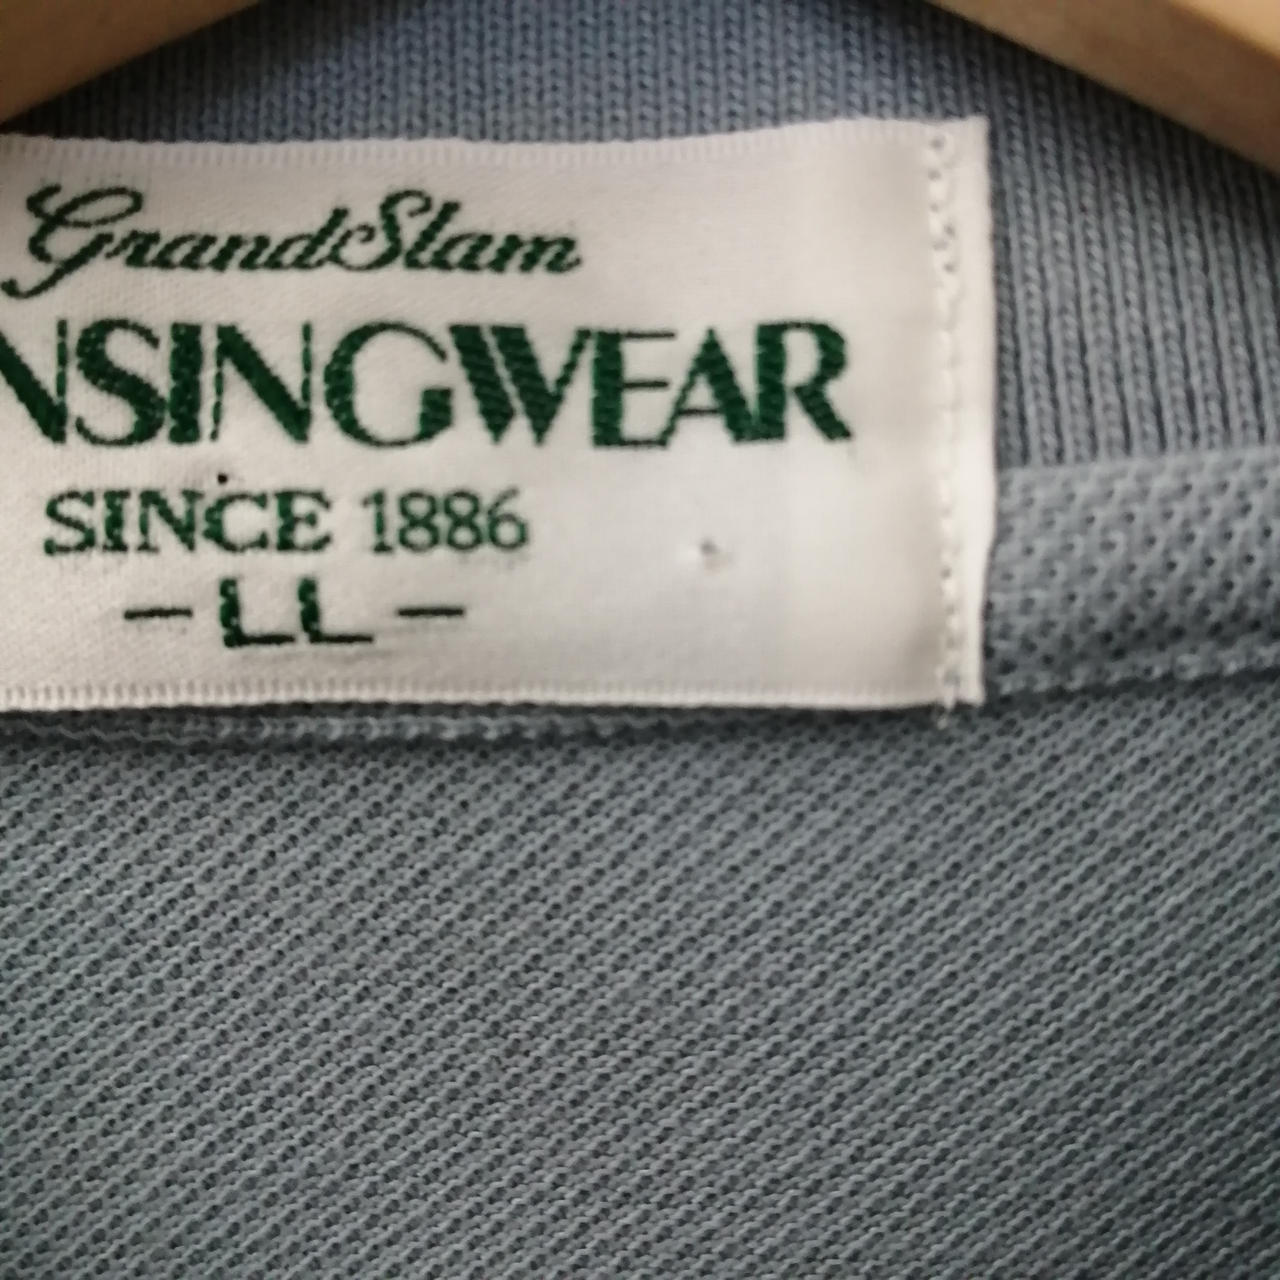 GrandSlam
NSINGWEAR
SINCE 1886
- LL -